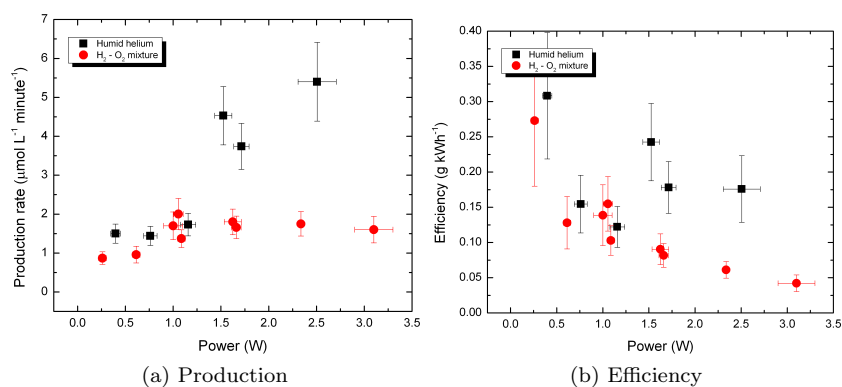 7
6
5
4
3
2
1
0
Production rate (μmol L⁻¹ minute⁻¹)
Humid helium
H₂ - O₂ mixture
0.0 0.5 1.0 1.5 2.0 2.5 3.0 3.5
Power (W)
(a) Production
0.40
0.35
0.30
0.25
0.20
0.15
0.10
0.05
0.00
Efficiency (g kWh⁻¹)
Humid helium
H₂ - O₂ mixture
0.0 0.5 1.0 1.5 2.0 2.5 3.0 3.5
Power (W)
(b) Efficiency